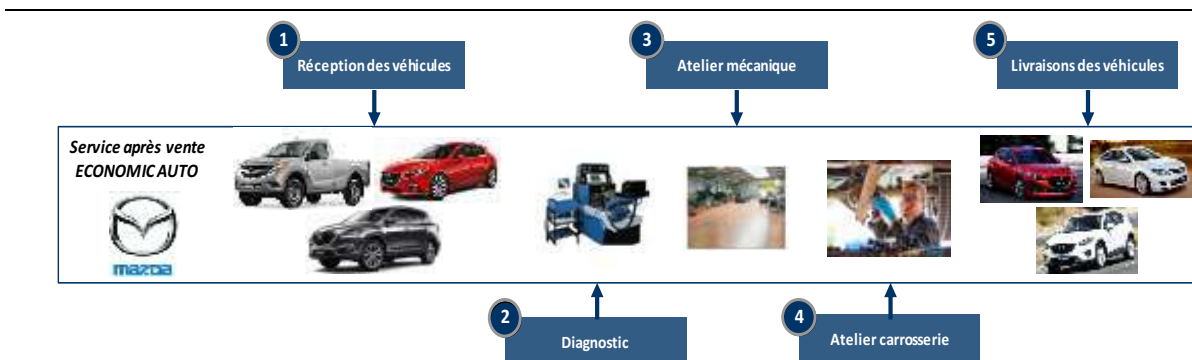 1
Réception des véhicules
3
Atelier mécanique
5
Livraisons des véhicules
Service après vente
ECONOMIC AUTO
mazda
2
Diagnostic
4
Atelier carrosserie